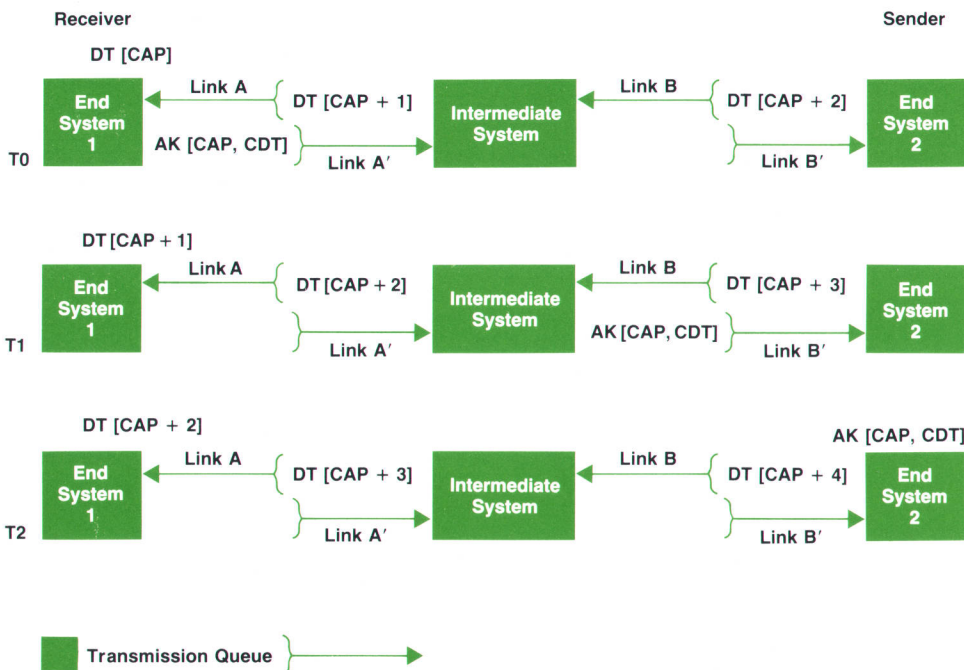 Receiver
Sender
DT [CAP]
End System 1
Link A
DT [CAP + 1]
Intermediate System
Link B
DT [CAP + 2]
End System 2
AK [CAP, CDT]
T0
Link A′
Link B′
DT [CAP + 1]
End System 1
Link A
DT [CAP + 2]
Intermediate System
Link B
DT [CAP + 3]
End System 2
AK [CAP, CDT]
T1
Link A′
Link B′
DT [CAP + 2]
AK [CAP, CDT]
End System 1
Link A
DT [CAP + 3]
Intermediate System
Link B
DT [CAP + 4]
End System 2
T2
Link A′
Link B′
Transmission Queue